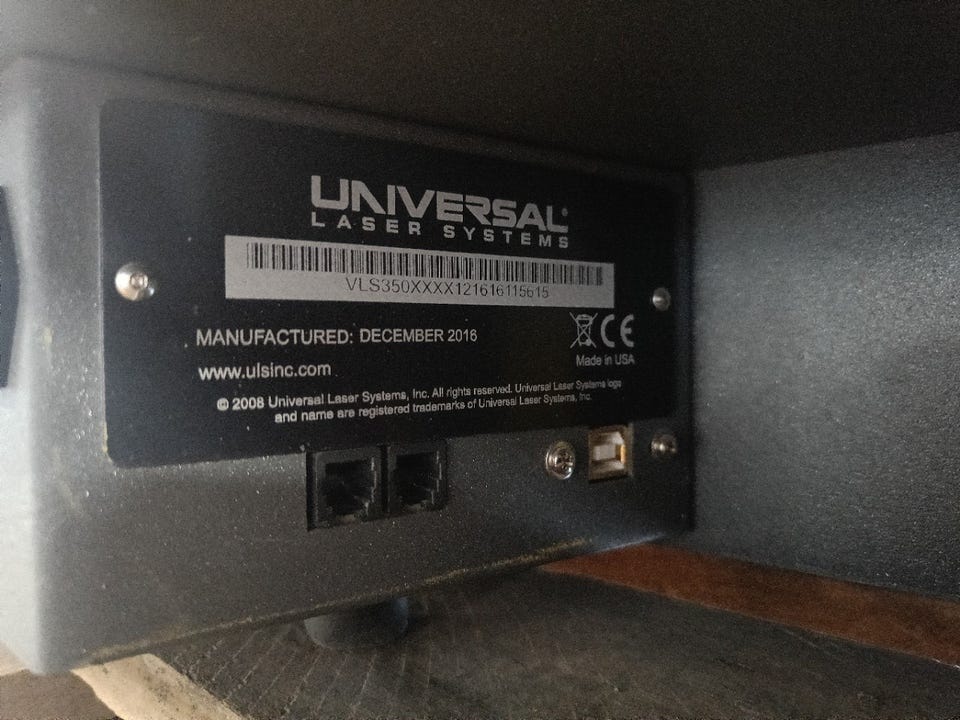 UNIVERSAL®
LASER SYSTEMS
VLS350XXXX121616115615
MANUFACTURED: DECEMBER 2016
CE
Made in USA
www.ulsinc.com
© 2008 Universal Laser Systems, Inc. All rights reserved. Universal Laser Systems logo
and name are registered trademarks of Universal Laser Systems, Inc.